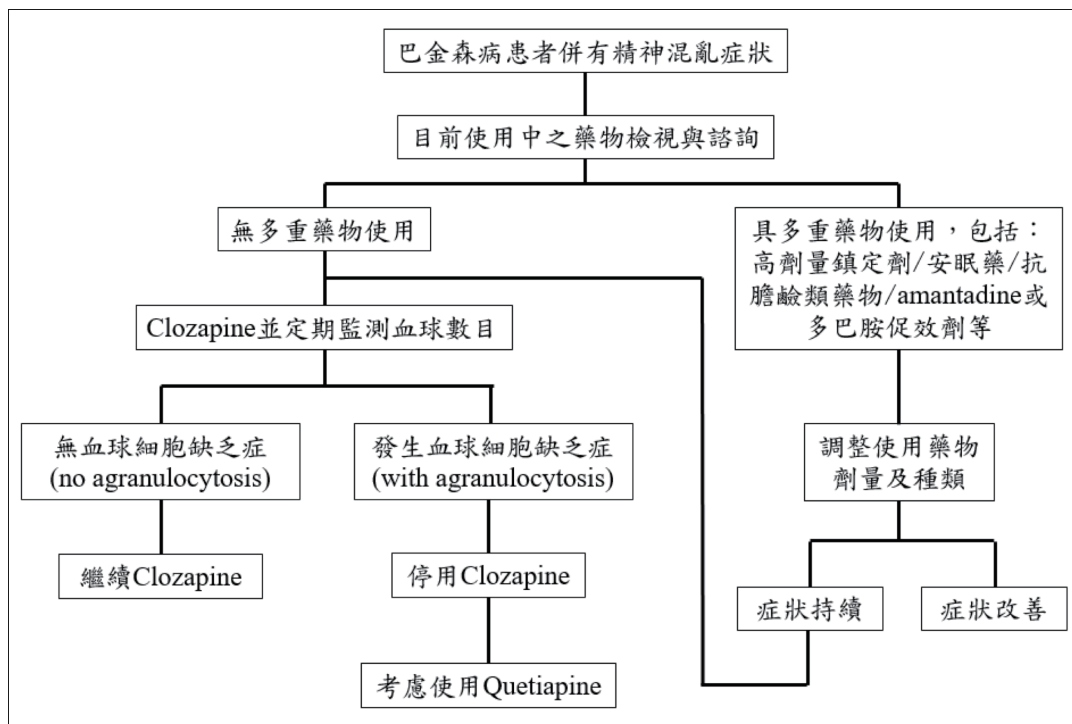 巴金森病患者併有精神混亂症狀
目前使用中之藥物檢視與諮詢
無多重藥物使用
具多重藥物使用，包括：
高劑量鎮定劑/安眠藥/抗
膽鹼類藥物/amantadine或
多巴胺促效劑等
Clozapine並定期監測血球數目
無血球細胞缺乏症
(no agranulocytosis)
發生血球細胞缺乏症
(with agranulocytosis)
調整使用藥物
劑量及種類
繼續Clozapine
停用Clozapine
症狀持續
症狀改善
考慮使用Quetiapine